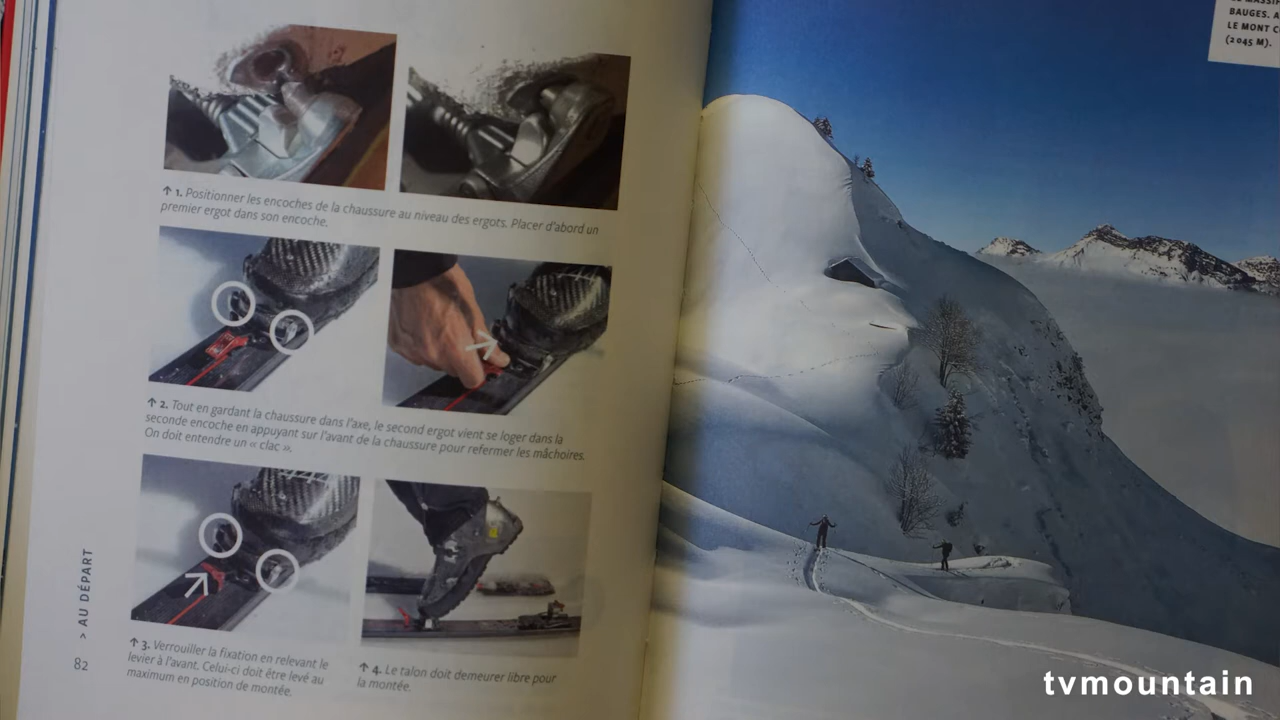 ↑ 1. Positionner les encoches de la chaussure au niveau des ergots. Placer d'abord un
premier ergot dans son encoche.
↑ 2. Tout en gardant la chaussure dans l'axe, le second ergot vient se loger dans la
seconde encoche en appuyant sur l'avant de la chaussure pour refermer les mâchoires.
On doit entendre un « clac ».
↑ 3. Verrouiller la fixation en relevant le
levier à l'avant. Celui-ci doit être levé au
maximum en position de montée.
↑ 4. Le talon doit demeurer libre pour
la montée.
> AU DÉPART
82
MASSIF
BAUGES. A
LE MONT C
(2 045 M).
tvmountain